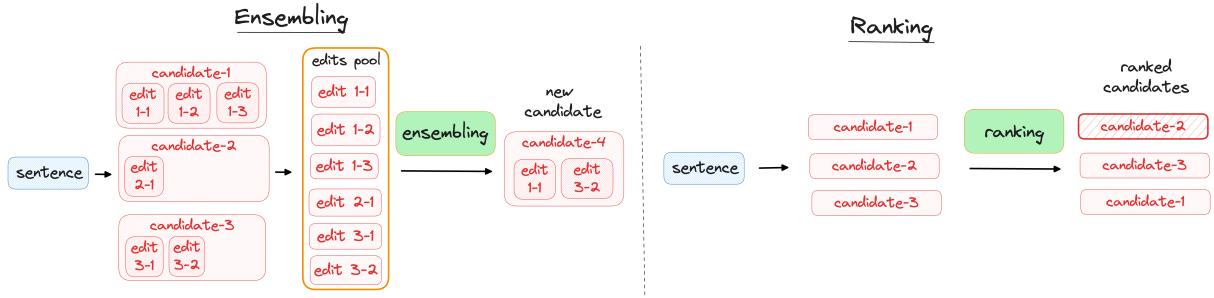 Ensembling
candidate-1
edit
1-1
edit
1-2
edit
1-3
candidate-2
edit
2-1
candidate-3
edit
3-1
edit
3-2
sentence
edits pool
edit 1-1
edit 1-2
edit 1-3
edit 2-1
edit 3-1
edit 3-2
ensembling
new
candidate
candidate-4
edit
1-1
edit
3-2
Ranking
sentence
candidate-1
candidate-2
candidate-3
ranking
ranked
candidates
candidate-2
candidate-3
candidate-1